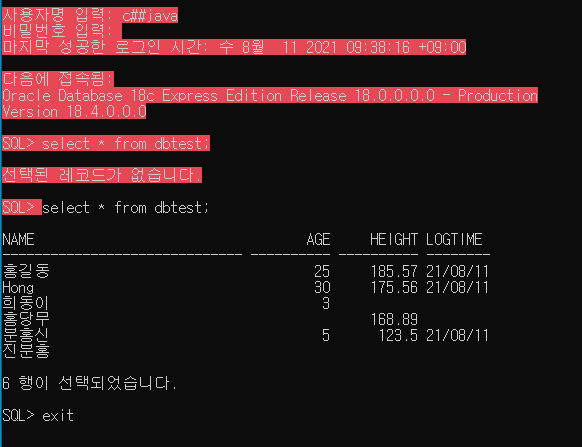 사용자명 입력: c##java
비밀번호 입력:
마지막 성공한 로그인 시간: 수 8월  11 2021 09:38:16 +09:00
다음에 접속됨:
Oracle Database 18c Express Edition Release 18.0.0.0.0 - Production
Version 18.4.0.0.0
SQL> select * from dbtest;
선택된 레코드가 없습니다.
SQL> select * from dbtest;
NAME                                  AGE     HEIGHT LOGTIME
------------------------------ ---------- ---------- --------
홍길동                                 25     185.57 21/08/11
Hong                                   30     175.56 21/08/11
희동이                                  3
홍당무                                        168.89
분홍신                                  5      123.5 21/08/11
진분홍
6 행이 선택되었습니다.
SQL> exit